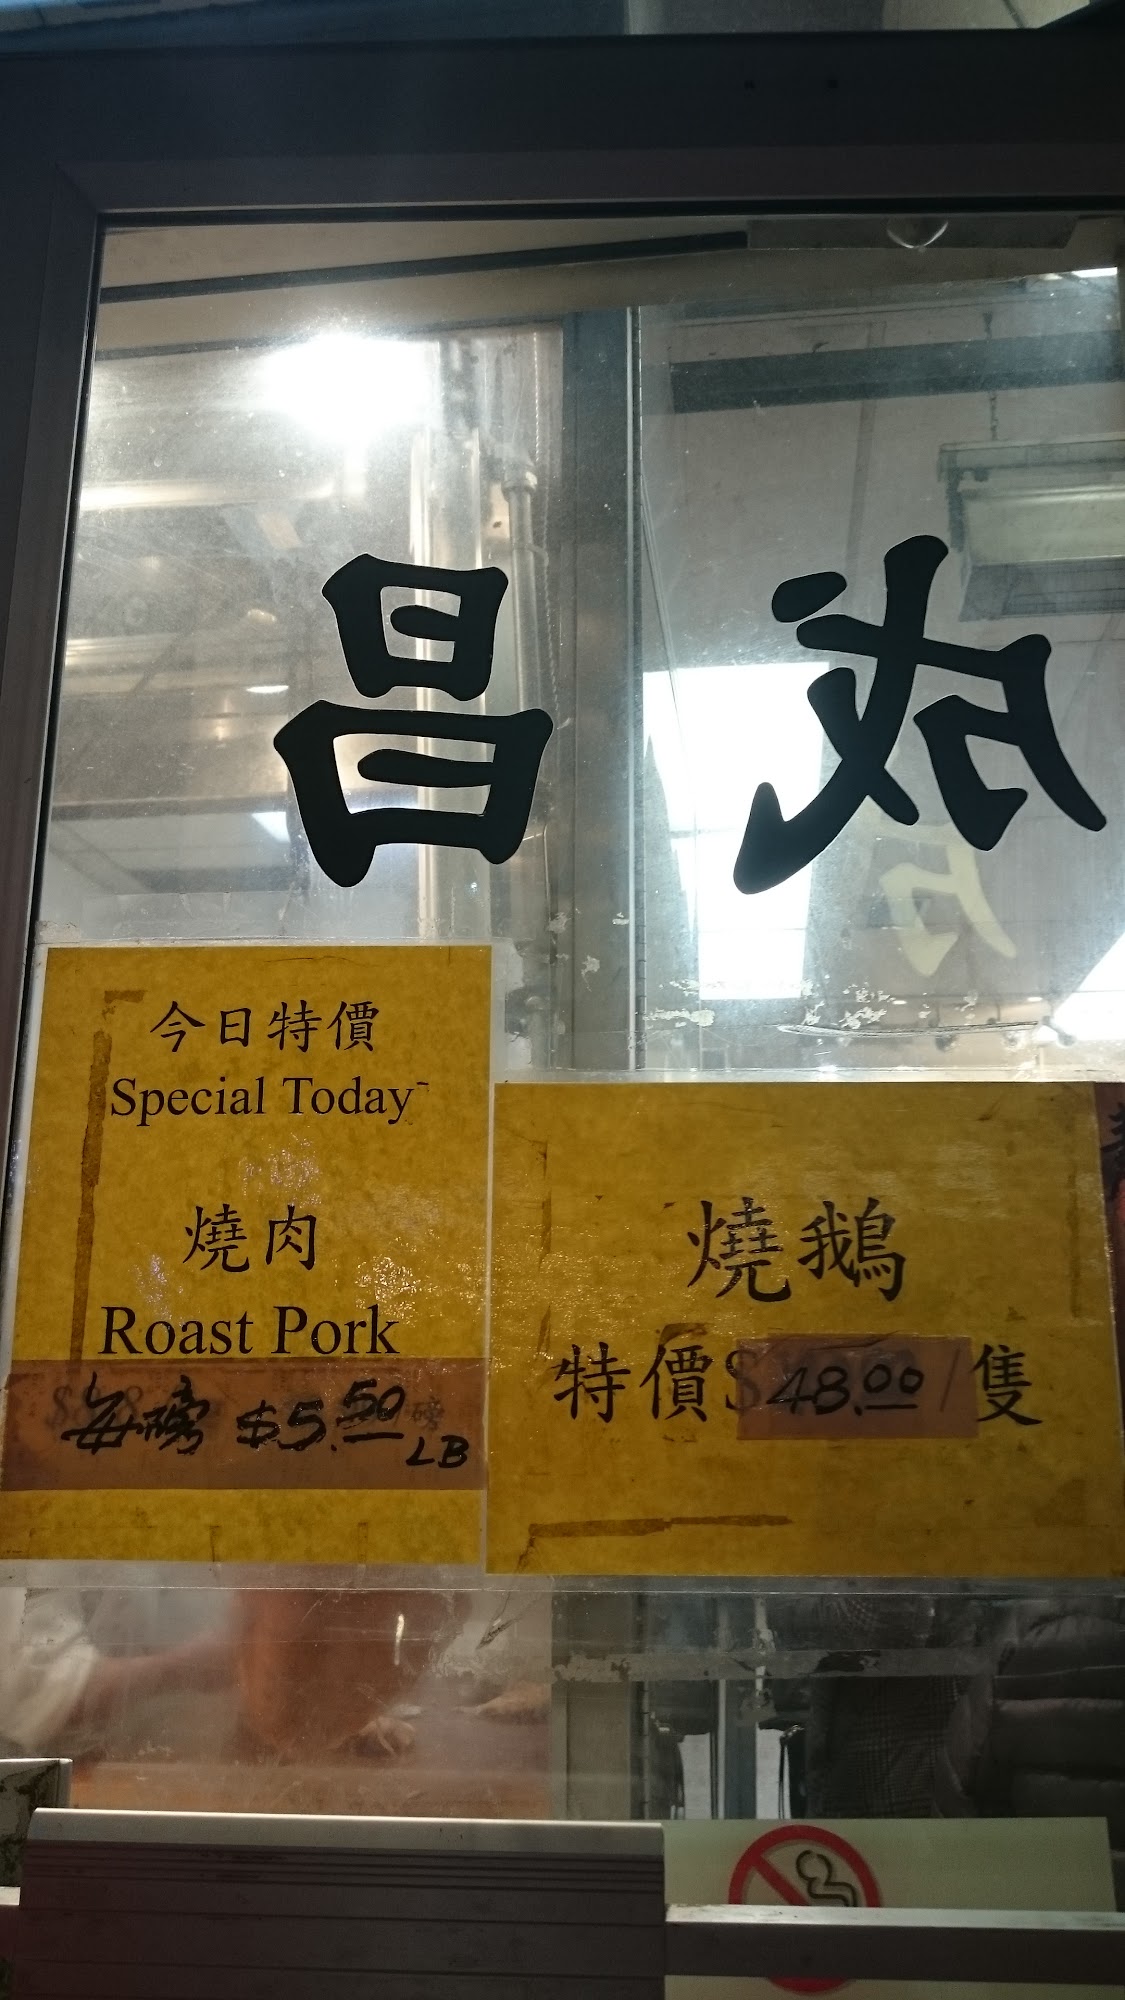 昌 成
今日特價
Special Today
燒肉
Roast Pork
每磅 $5.50 LB
燒鵝
特價$48.00/隻